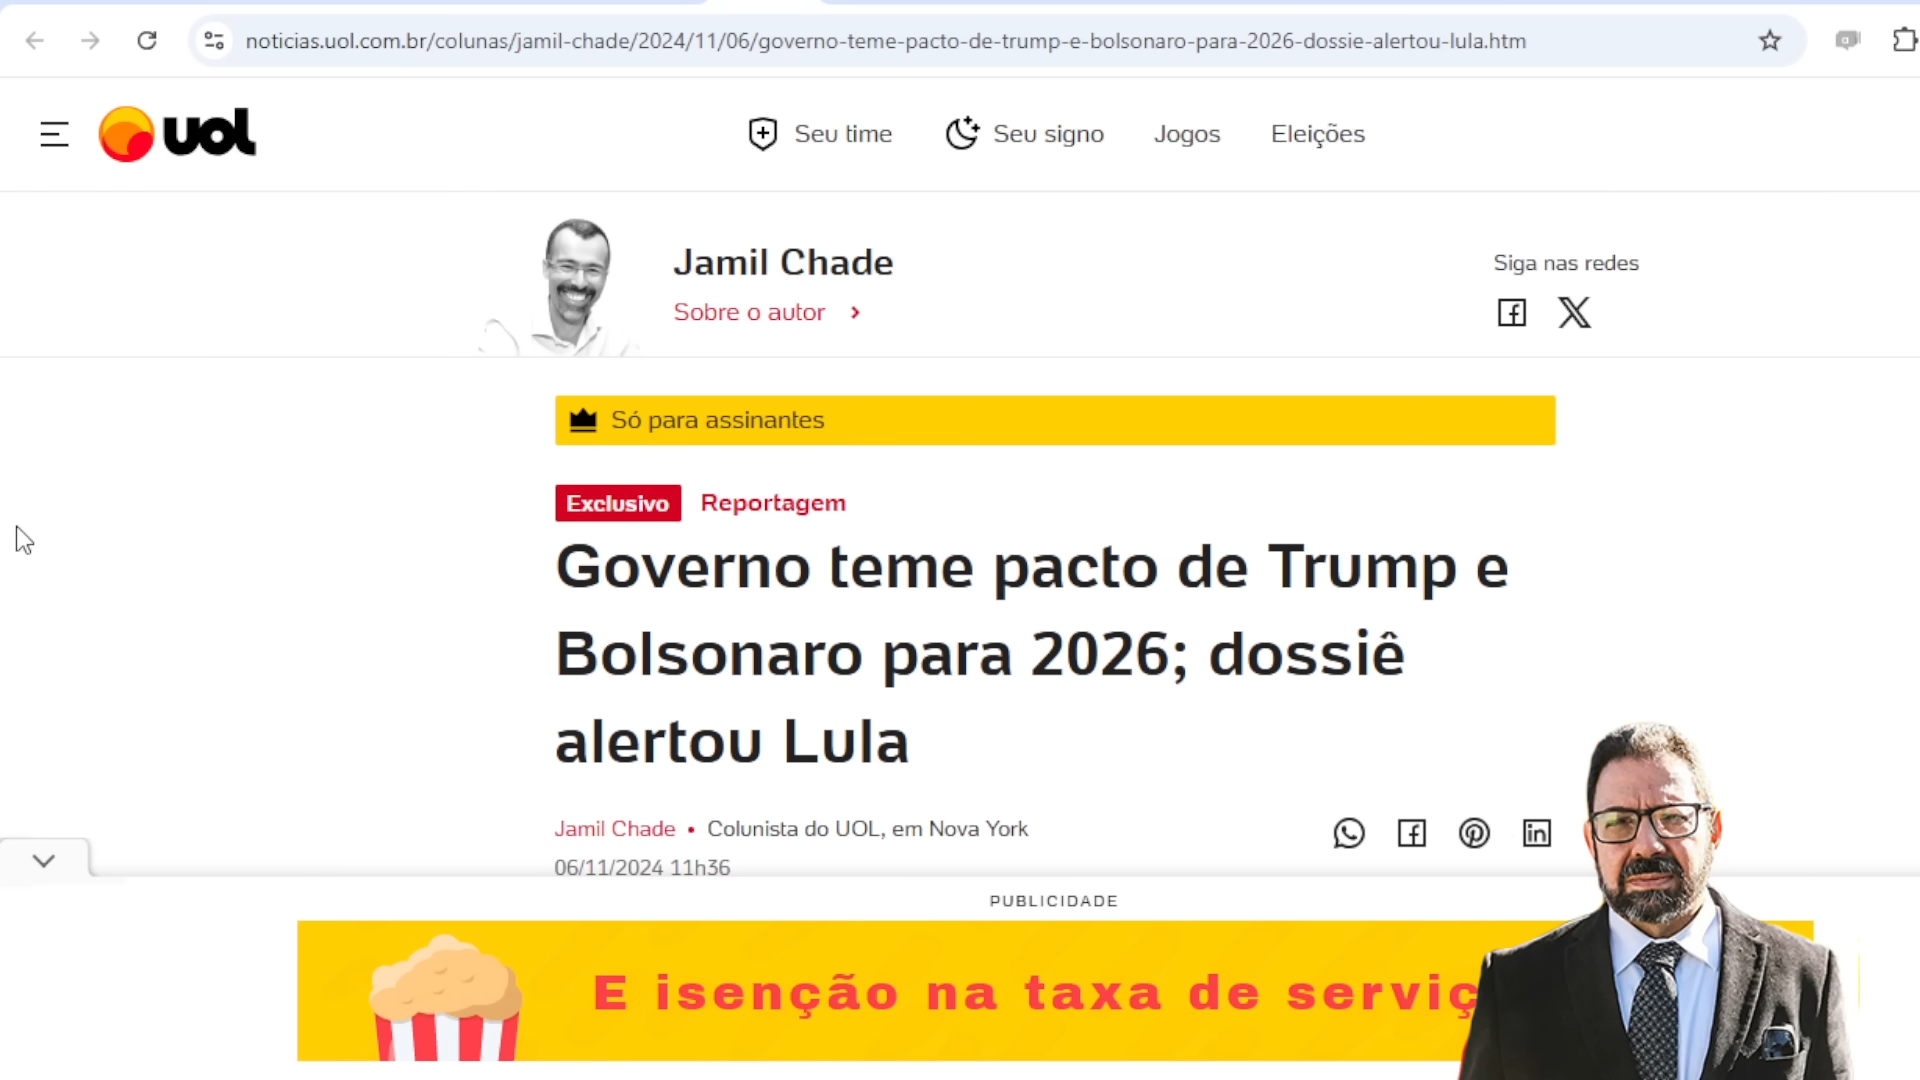 noticias.uol.com.br/colunas/jamil-chade/2024/11/06/governo-teme-pacto-de-trump-e-bolsonaro-para-2026-dossie-alertou-lula.htm
uol
Seu time
Seu signo
Jogos
Eleições
Jamil Chade
Sobre o autor
Siga nas redes
Só para assinantes
Exclusivo Reportagem
Governo teme pacto de Trump e
Bolsonaro para 2026; dossiê
alertou Lula
Jamil Chade • Colunista do UOL, em Nova York
06/11/2024 11h36
PUBLICIDADE
E isenção na taxa de serviç